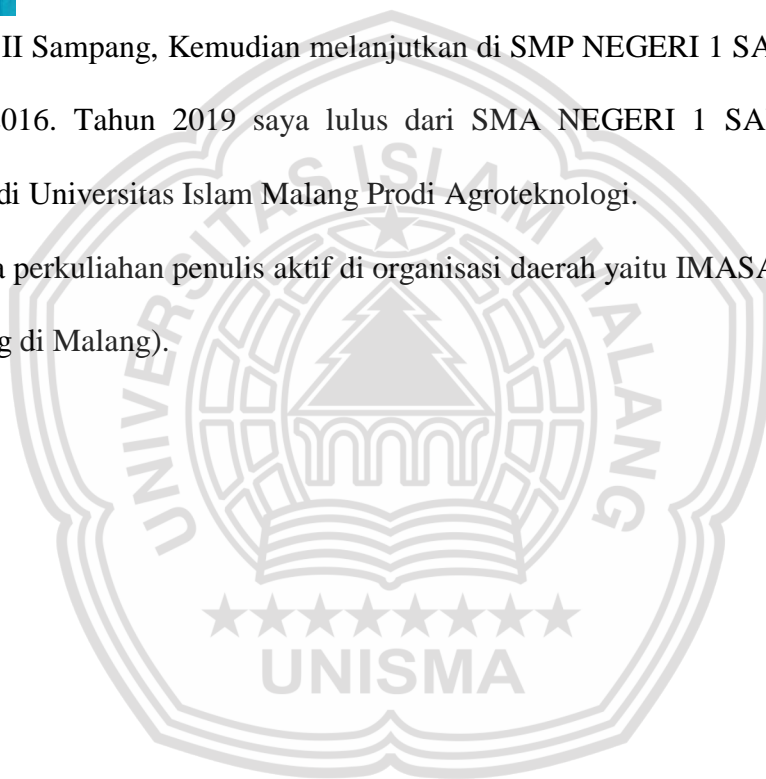 II Sampang, Kemudian melanjutkan di SMP NEGERI 1 SA
016. Tahun 2019 saya lulus dari SMA NEGERI 1 SA
di Universitas Islam Malang Prodi Agroteknologi.
perkuliahan penulis aktif di organisasi daerah yaitu IMASA
g di Malang).
UNIVERSITAS ISLAM MALANG
UNISMA